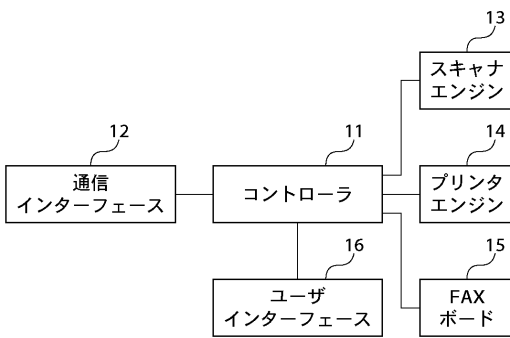 13
スキャナ
エンジン
12
通信
インターフェース
11
コントローラ
14
プリンタ
エンジン
16
ユーザ
インターフェース
15
FAX
ボード